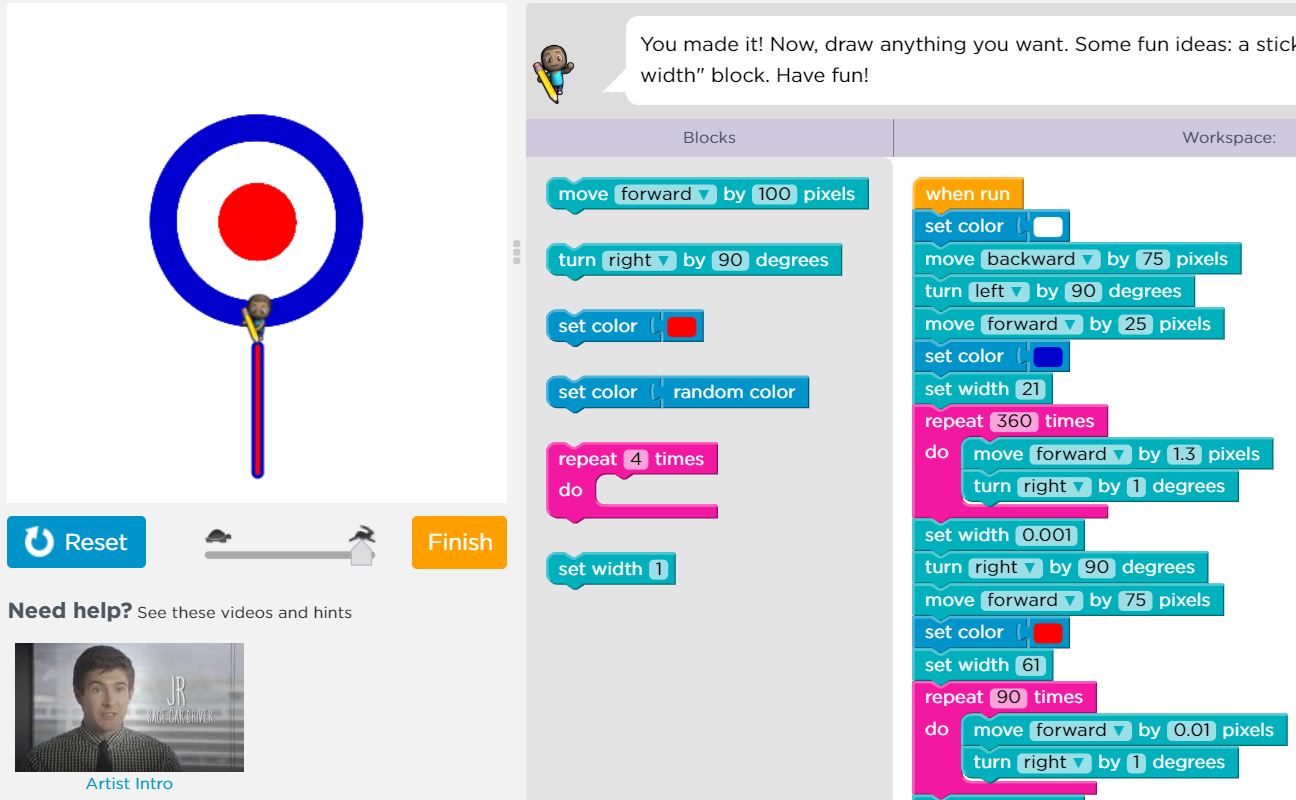 You made it! Now, draw anything you want. Some fun ideas: a stick
width" block. Have fun!
Blocks
Workspace:
move forward ▼ by 100 pixels
turn right ▼ by 90 degrees
set color
set color random color
repeat 4 times
do
set width 1
when run
set color
move backward ▼ by 75 pixels
turn left ▼ by 90 degrees
move forward ▼ by 25 pixels
set color
set width 21
repeat 360 times
do move forward ▼ by 1.3 pixels
turn right ▼ by 1 degrees
set width 0.001
turn right ▼ by 90 degrees
move forward ▼ by 75 pixels
set color
set width 61
repeat 90 times
do move forward ▼ by 0.01 pixels
turn right ▼ by 1 degrees
Reset
Finish
Need help? See these videos and hints
JR
RACE CAR DRIVER
Artist Intro